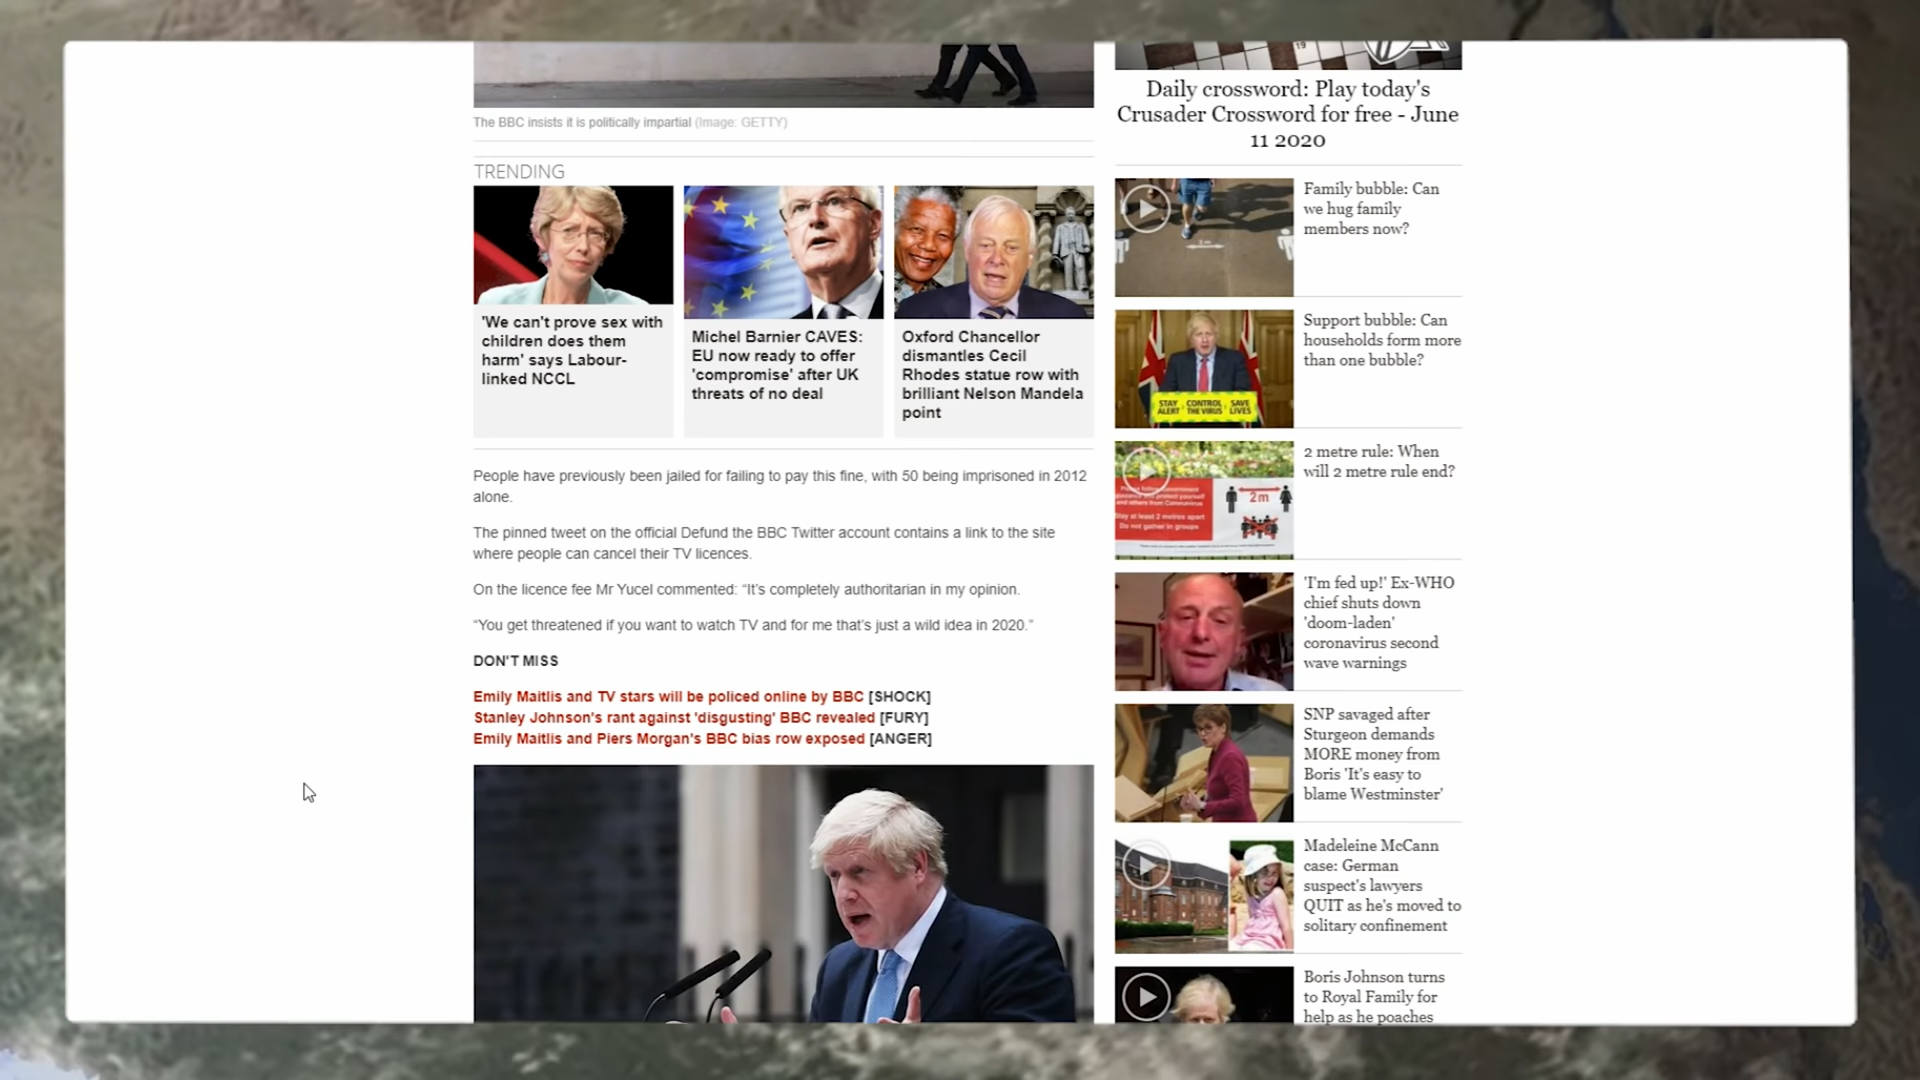 The BBC insists it is politically impartial (Image: GETTY)
TRENDING
'We can't prove sex with
children does them
harm' says Labour-
linked NCCL
Michel Barnier CAVES:
EU now ready to offer
'compromise' after UK
threats of no deal
Oxford Chancellor
dismantles Cecil
Rhodes statue row with
brilliant Nelson Mandela
point
People have previously been jailed for failing to pay this fine, with 50 being imprisoned in 2012
alone.
The pinned tweet on the official Defund the BBC Twitter account contains a link to the site
where people can cancel their TV licences.
On the licence fee Mr Yucel commented: “It’s completely authoritarian in my opinion.
“You get threatened if you want to watch TV and for me that’s just a wild idea in 2020.”
DON'T MISS
Emily Maitlis and TV stars will be policed online by BBC [SHOCK]
Stanley Johnson's rant against 'disgusting' BBC revealed [FURY]
Emily Maitlis and Piers Morgan's BBC bias row exposed [ANGER]
19
Daily crossword: Play today's
Crusader Crossword for free - June
11 2020
Family bubble: Can
we hug family
members now?
Support bubble: Can
households form more
than one bubble?
STAY CONTROL SAVE
ALERT THE VIRUS LIVES
2 metre rule: When
will 2 metre rule end?
2m
Stay at least 2 metres apart
Do not gather in groups
'I'm fed up!' Ex-WHO
chief shuts down
'doom-laden'
coronavirus second
wave warnings
SNP savaged after
Sturgeon demands
MORE money from
Boris 'It's easy to
blame Westminster'
Madeleine McCann
case: German
suspect's lawyers
QUIT as he's moved to
solitary confinement
Boris Johnson turns
to Royal Family for
help as he poaches